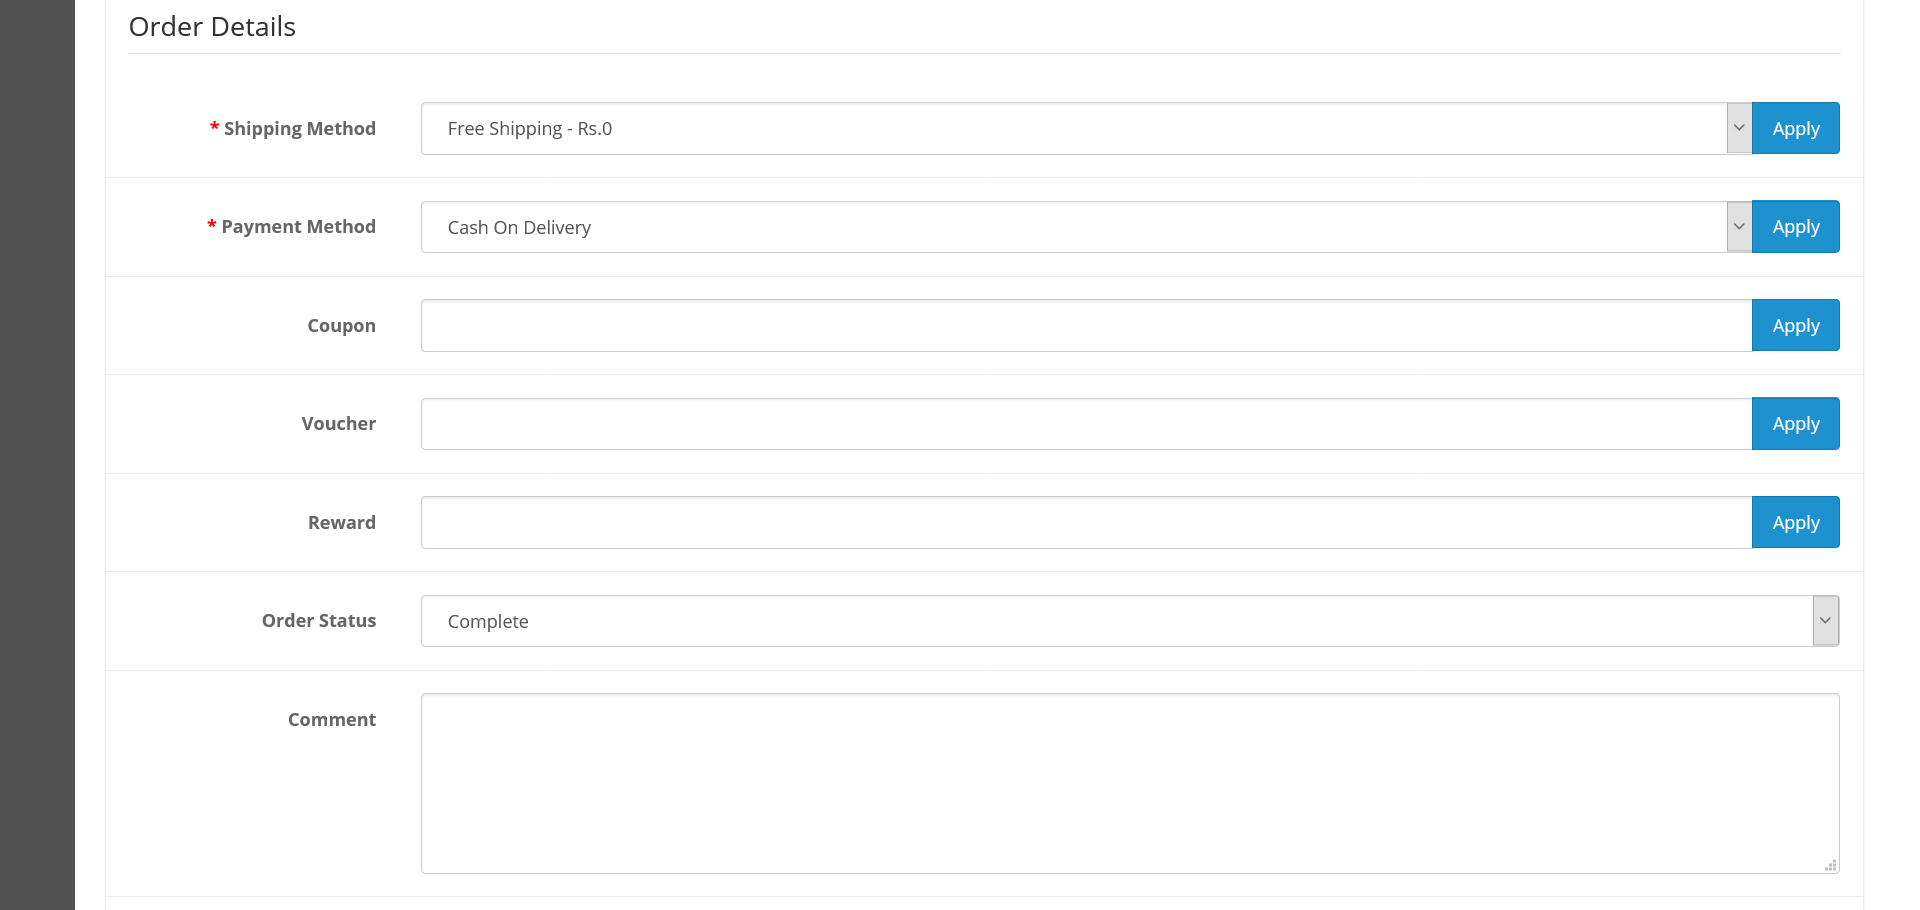 Order Details
* Shipping Method
Free Shipping - Rs.0
Apply
* Payment Method
Cash On Delivery
Apply
Coupon
Apply
Voucher
Apply
Reward
Apply
Order Status
Complete
Comment